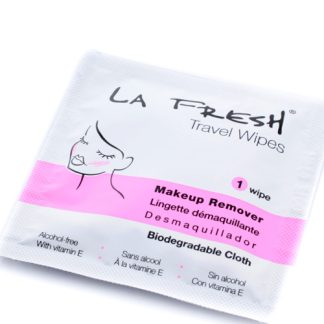 LA FRESH®
Travel Wipes
1 wipe
Makeup Remover
Lingette démaquillante
Desmaquillador
Biodegradable Cloth
Alcohol-free
With vitamin E
Sans alcool
À la vitamine E
Sin alcohol
Con vitamina E